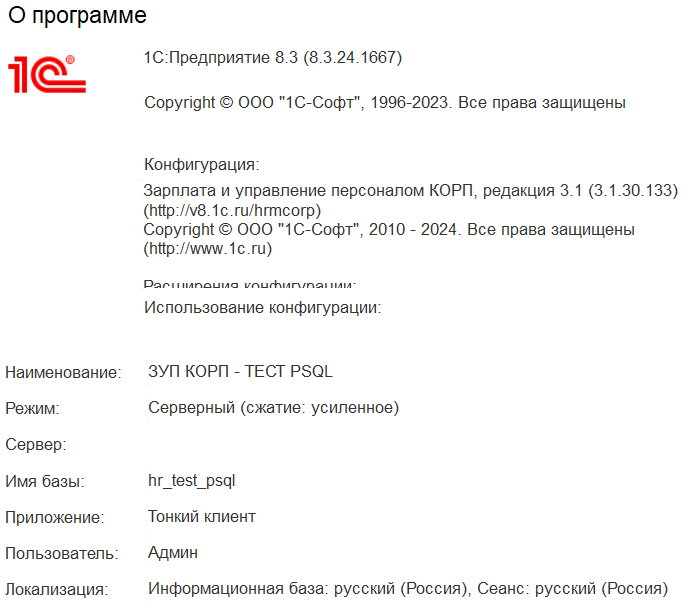 О программе
1С®
1С:Предприятие 8.3 (8.3.24.1667)
Copyright © ООО "1С-Софт", 1996-2023. Все права защищены
Конфигурация:
Зарплата и управление персоналом КОРП, редакция 3.1 (3.1.30.133)
(http://v8.1c.ru/hrmcorp)
Copyright © ООО "1С-Софт", 2010 - 2024. Все права защищены
(http://www.1c.ru)
Расширения конфигурации:
Использование конфигурации:
Наименование: ЗУП КОРП - ТЕСТ PSQL
Режим: Серверный (сжатие: усиленное)
Сервер:
Имя базы: hr_test_psql
Приложение: Тонкий клиент
Пользователь: Админ
Локализация: Информационная база: русский (Россия), Сеанс: русский (Россия)